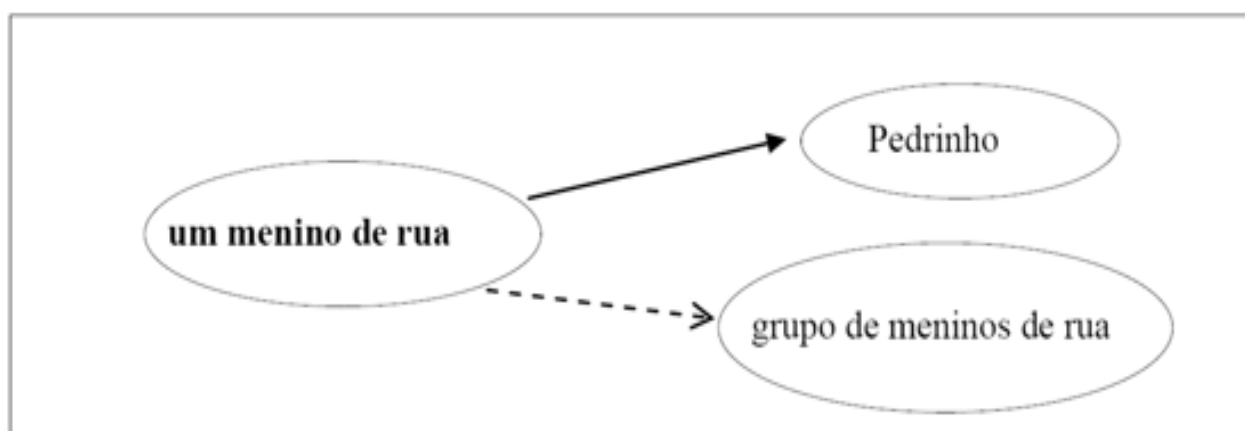 Pedrinho
um menino de rua
grupo de meninos de rua